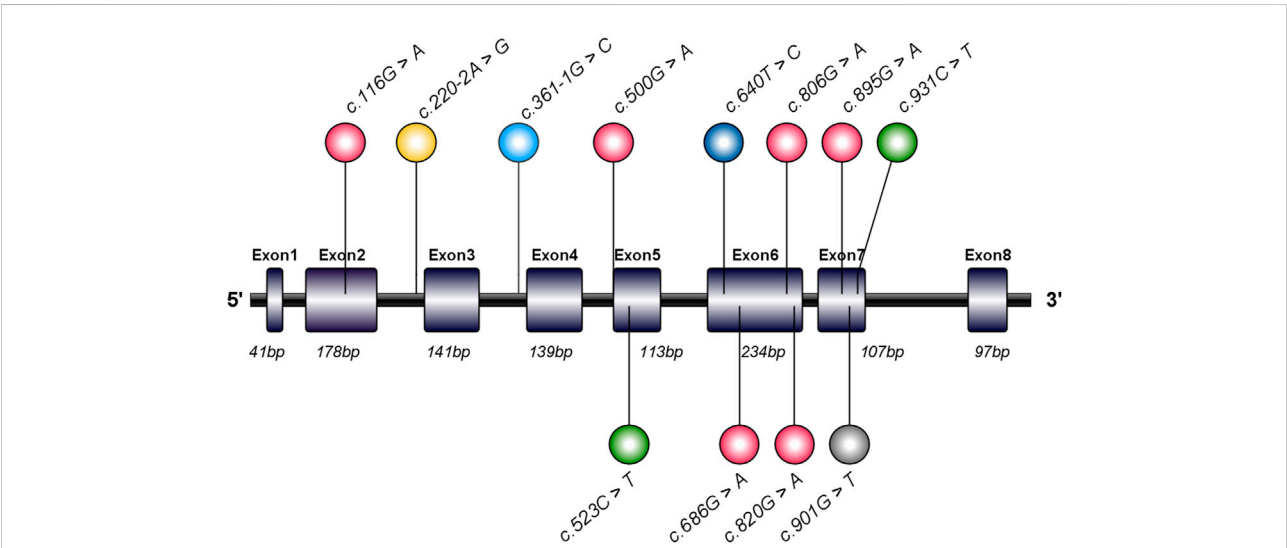 c.116G > A
c.220-2A > G
c.361-1G > C
c.500G > A
c.640T > C
c.806G > A
c.895G > A
c.931C > T
Exon1 Exon2 Exon3 Exon4 Exon5 Exon6 Exon7 Exon8
5' 3'
41bp 178bp 141bp 139bp 113bp 234bp 107bp 97bp
c.523C > T
c.686G > A
c.820G > A
c.901G > T